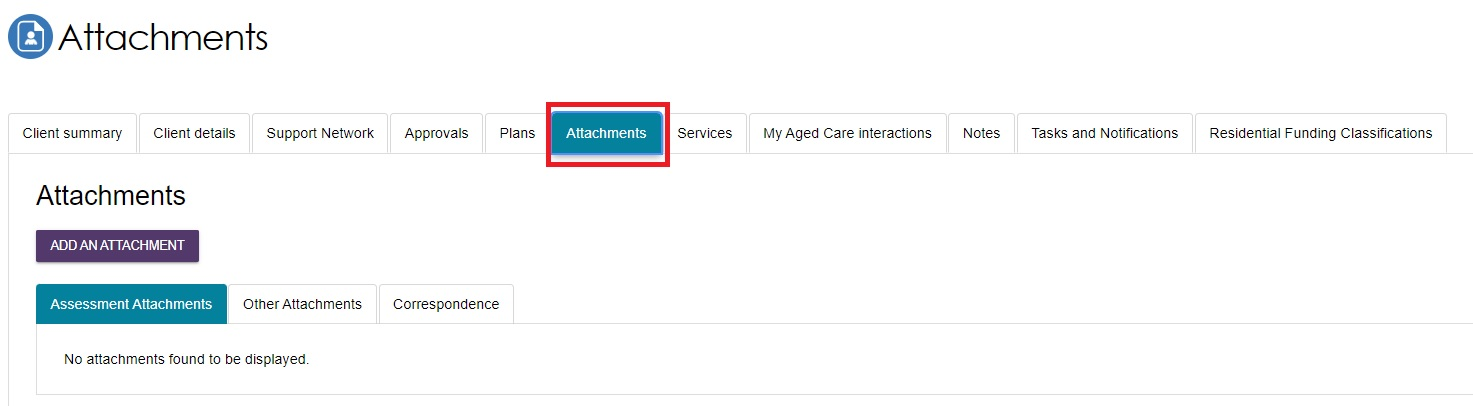 Attachments
Client summary Client details Support Network Approvals Plans Attachments Services My Aged Care interactions Notes Tasks and Notifications Residential Funding Classifications
Attachments
ADD AN ATTACHMENT
Assessment Attachments Other Attachments Correspondence
No attachments found to be displayed.